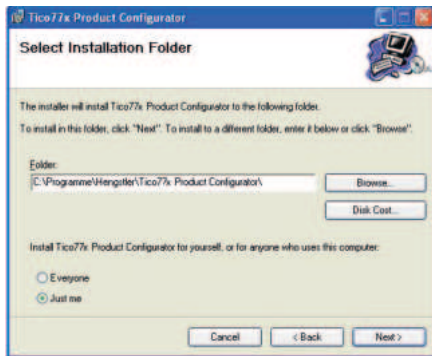 Tico77x Product Configurator
Select Installation Folder
The installer will install Tico77x Product Configurator to the following folder.
To install in this folder, click "Next". To install to a different folder, enter it below or click "Browse".
Folder:
C:\Programme\Hengstler\Tico77x Product Configurator\
Browse...
Disk Cost...
Install Tico77x Product Configurator for yourself, or for anyone who uses this computer:
Everyone
Just me
Cancel
< Back
Next >